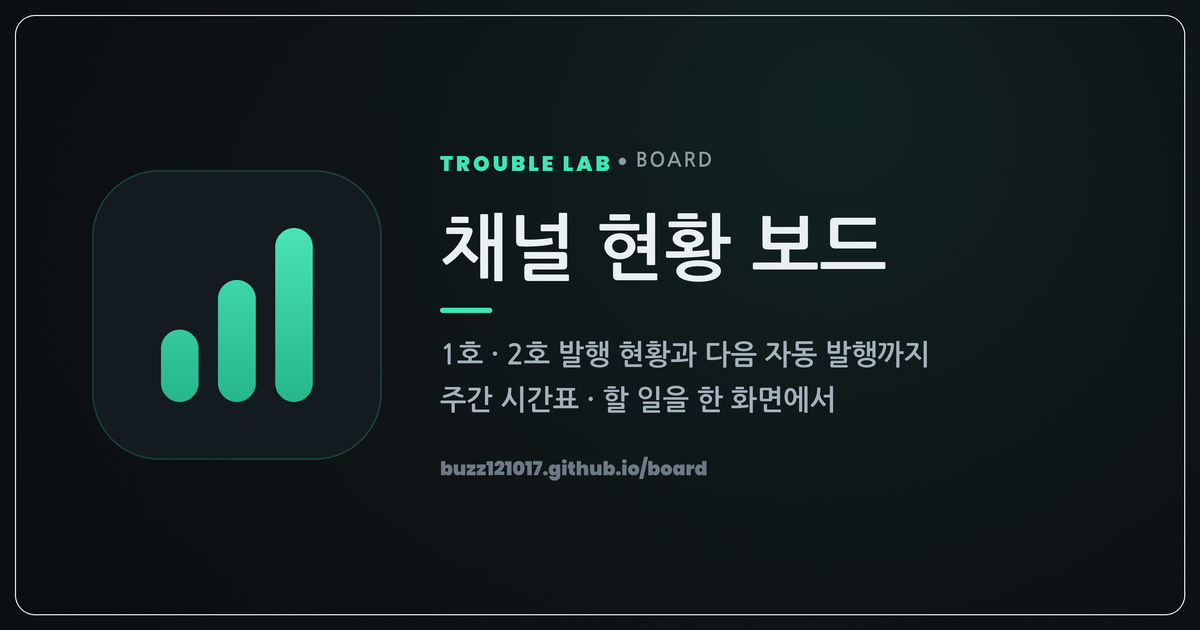 TROUBLE LAB • BOARD
채널 현황 보드
1호 · 2호 발행 현황과 다음 자동 발행까지
주간 시간표 · 할 일을 한 화면에서
buzz121017.github.io/board